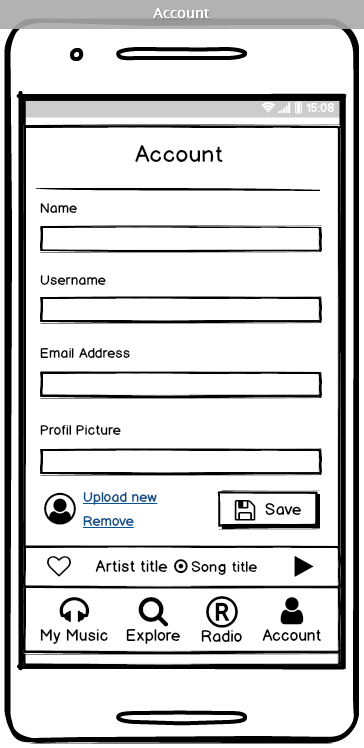 Account
15:08
Account
Name
Username
Email Address
Profil Picture
Upload new
Remove
Save
Artist title Song title
My Music Explore Radio Account